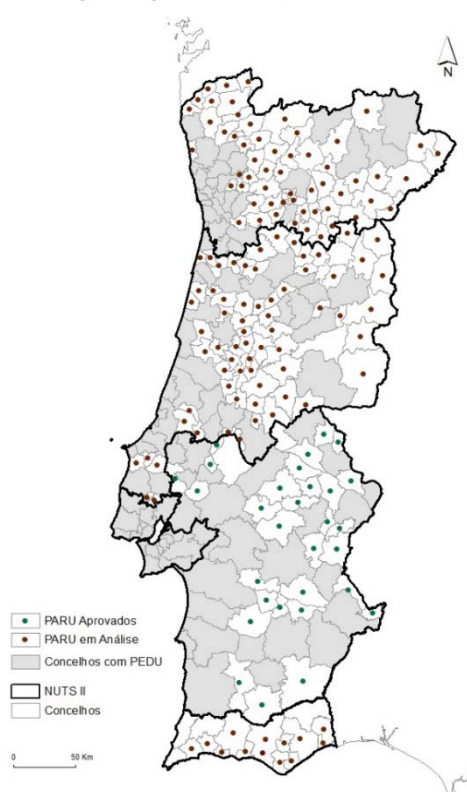 N
PARU Aprovados
PARU em Análise
Concelhos com PEDU
NUTS II
Concelhos
0 50 Km